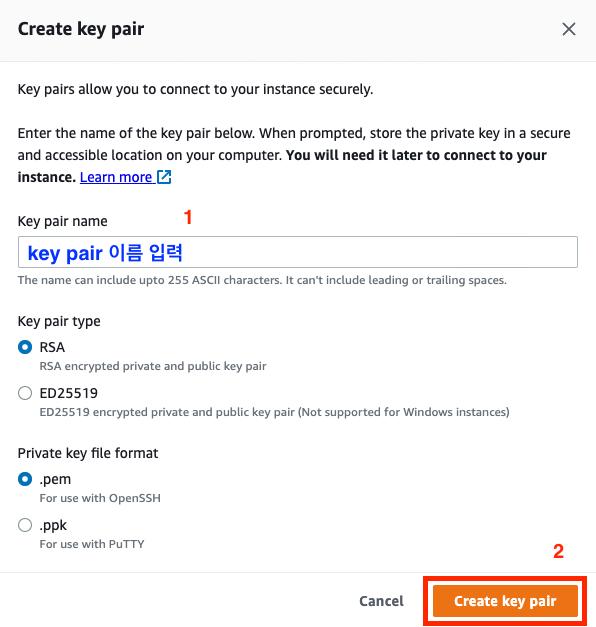 Create key pair
Key pairs allow you to connect to your instance securely.
Enter the name of the key pair below. When prompted, store the private key in a secure
and accessible location on your computer. You will need it later to connect to your
instance. Learn more
Key pair name
1
key pair 이름 입력
The name can include upto 255 ASCII characters. It can't include leading or trailing spaces.
Key pair type
RSA
RSA encrypted private and public key pair
ED25519
ED25519 encrypted private and public key pair (Not supported for Windows instances)
Private key file format
.pem
For use with OpenSSH
.ppk
For use with PuTTY
2
Cancel
Create key pair